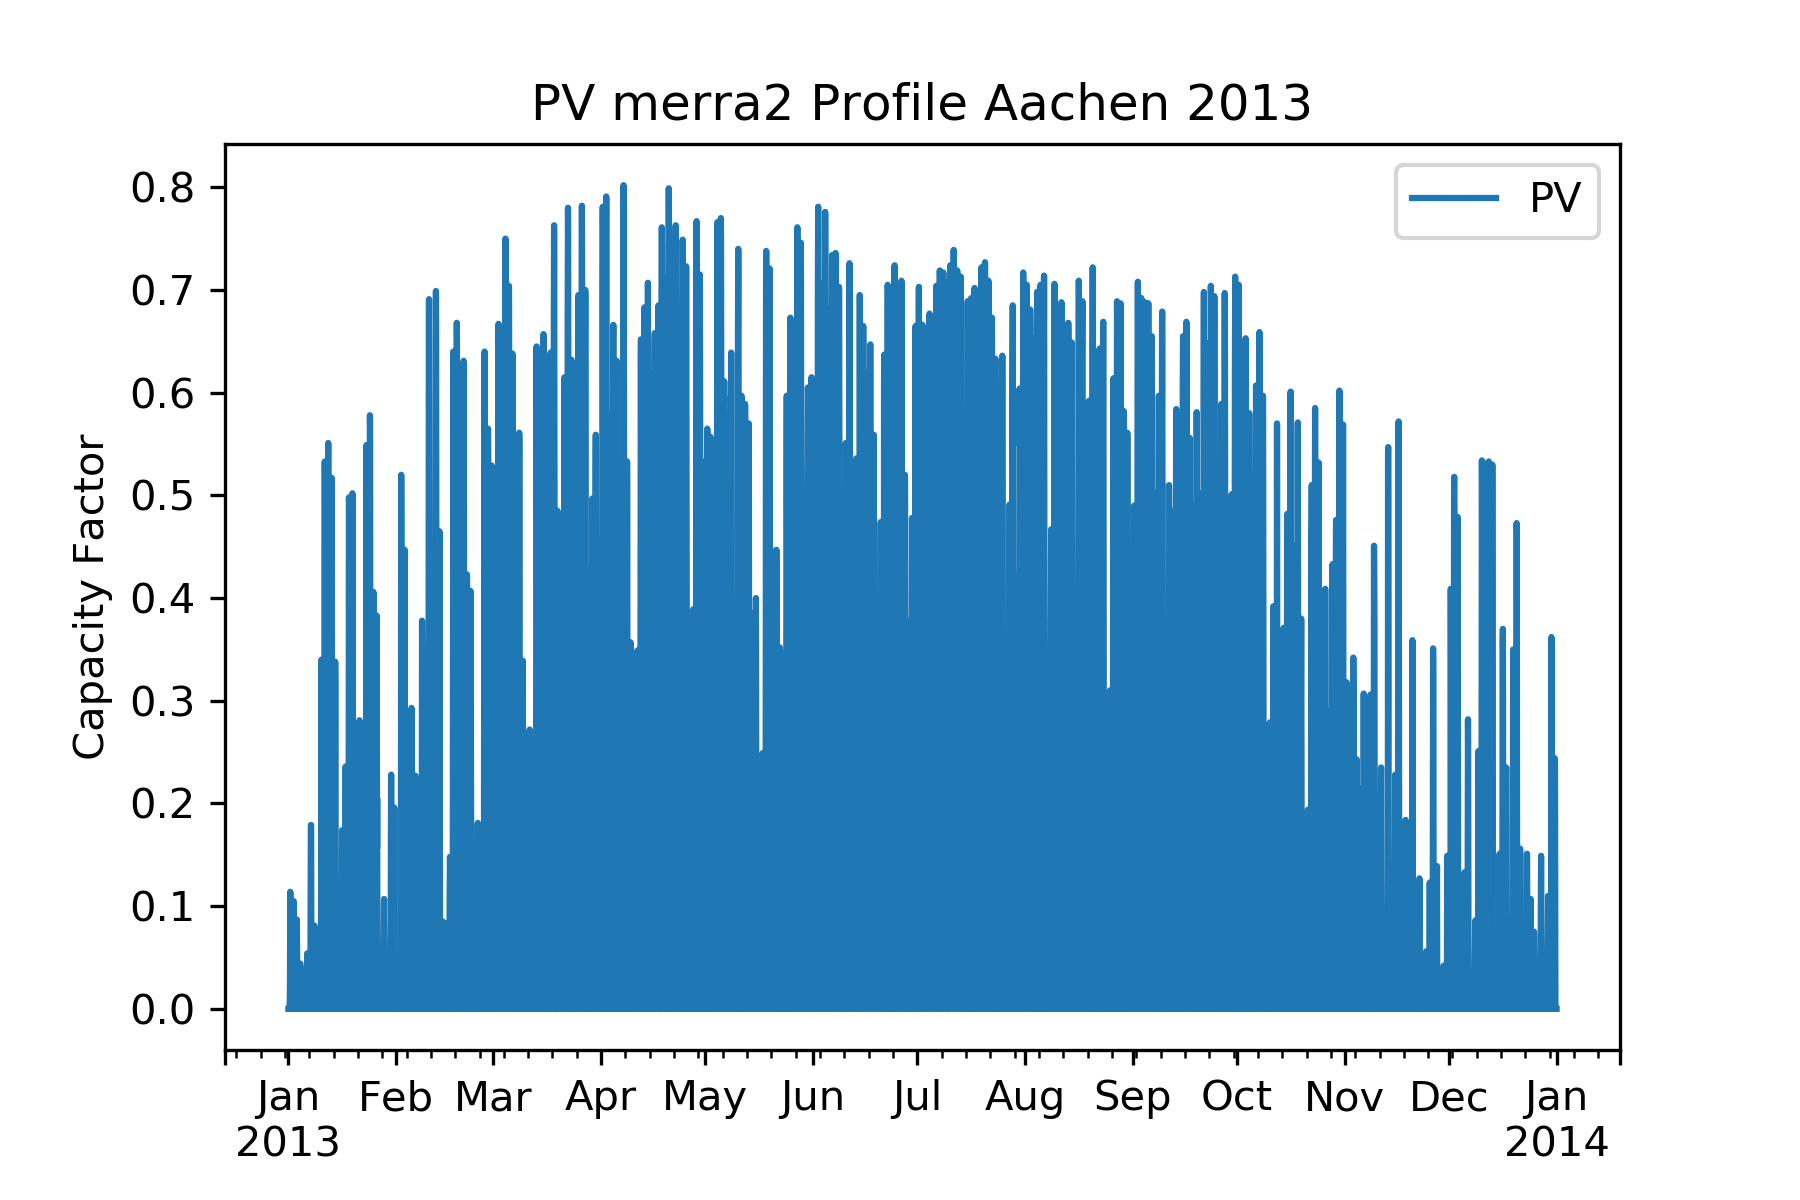 PV merra2 Profile Aachen 2013
PV
Capacity Factor
0.8
0.7
0.6
0.5
0.4
0.3
0.2
0.1
0.0
Jan Feb Mar Apr May Jun Jul Aug Sep Oct Nov Dec Jan
2013 2014